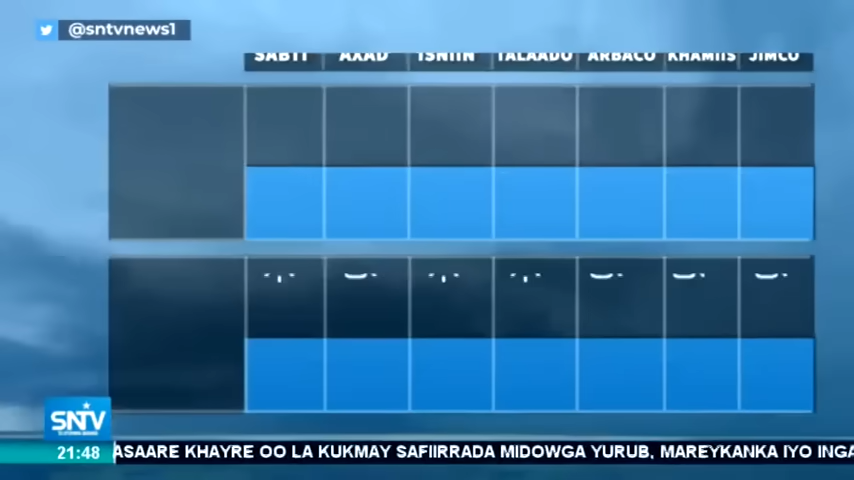 @sntvnews1
SABTI AXAD ISNIIN TALAADO ARBACO KHAMIIS JIMCO
SNTV
21:48 ASAARE KHAYRE OO LA KUKMAY SAFIIRRADA MIDOWGA YURUB, MAREYKANKA IYO INGA